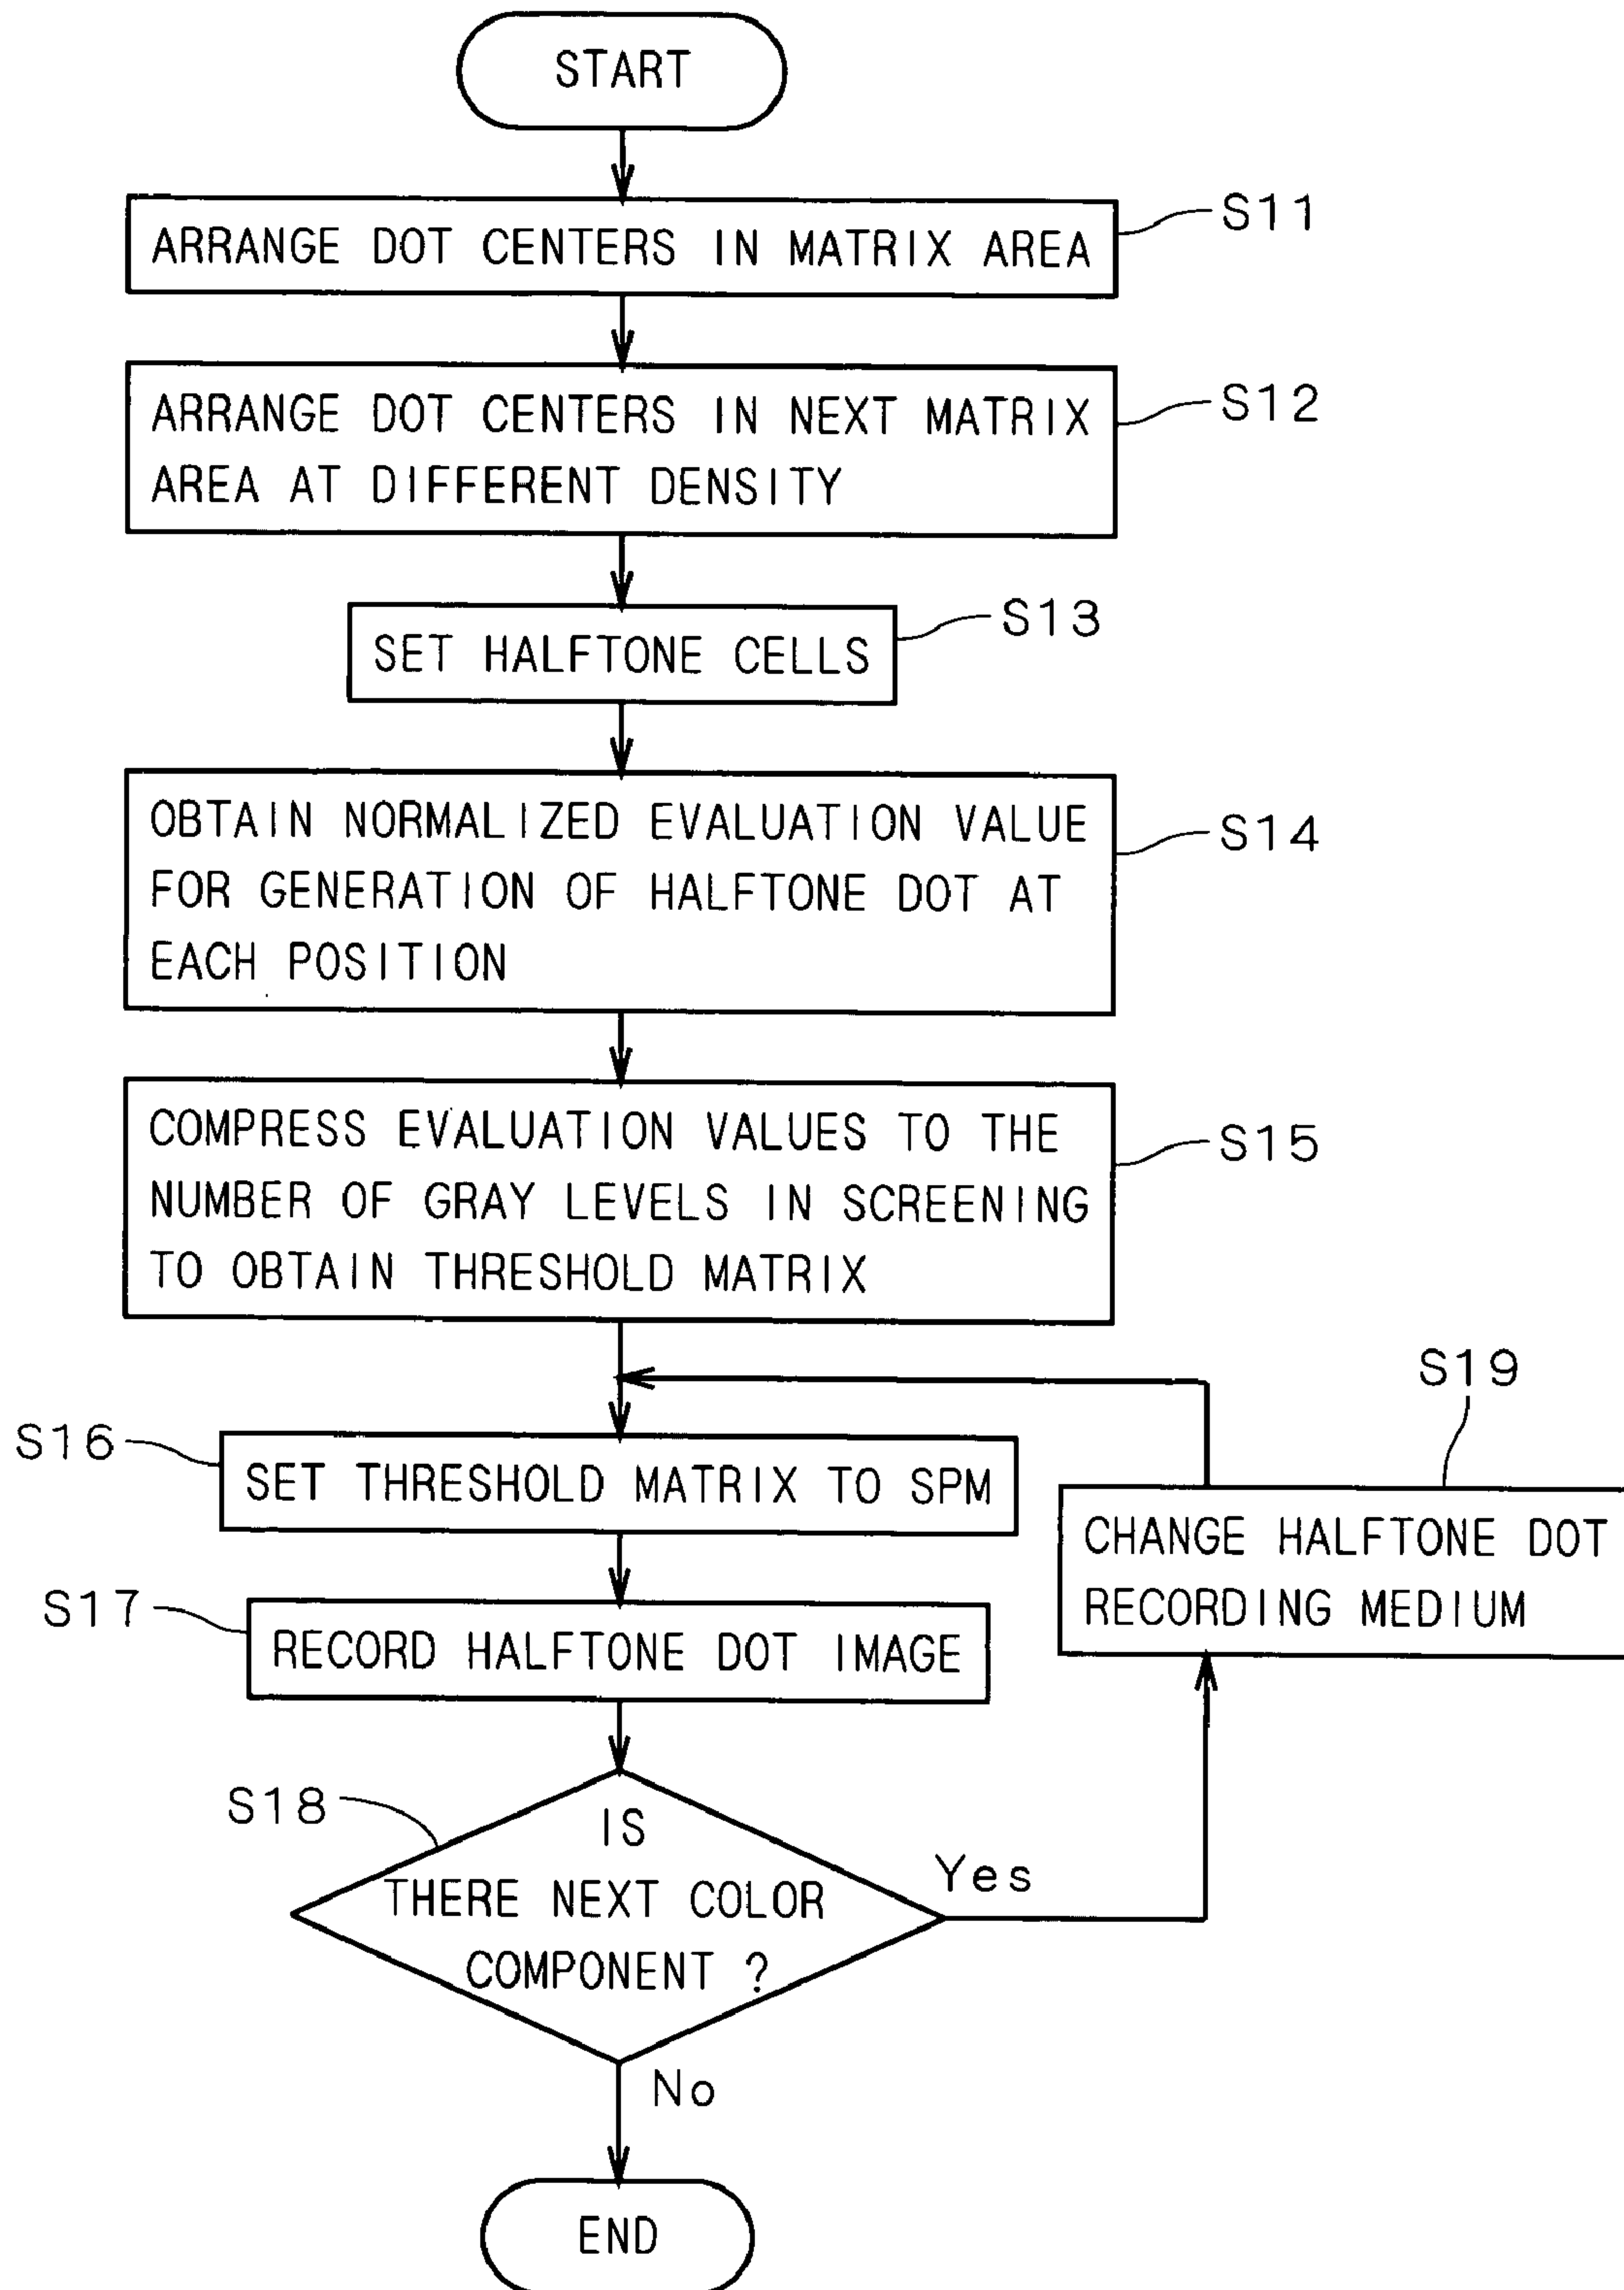 START
S11
ARRANGE DOT CENTERS IN MATRIX AREA
S12
ARRANGE DOT CENTERS IN NEXT MATRIX
AREA AT DIFFERENT DENSITY
S13
SET HALFTONE CELLS
S14
OBTAIN NORMALIZED EVALUATION VALUE
FOR GENERATION OF HALFTONE DOT AT
EACH POSITION
S15
COMPRESS EVALUATION VALUES TO THE
NUMBER OF GRAY LEVELS IN SCREENING
TO OBTAIN THRESHOLD MATRIX
S16
SET THRESHOLD MATRIX TO SPM
S17
RECORD HALFTONE DOT IMAGE
S18
IS
THERE NEXT COLOR
COMPONENT ?
Yes
S19
CHANGE HALFTONE DOT
RECORDING MEDIUM
No
END